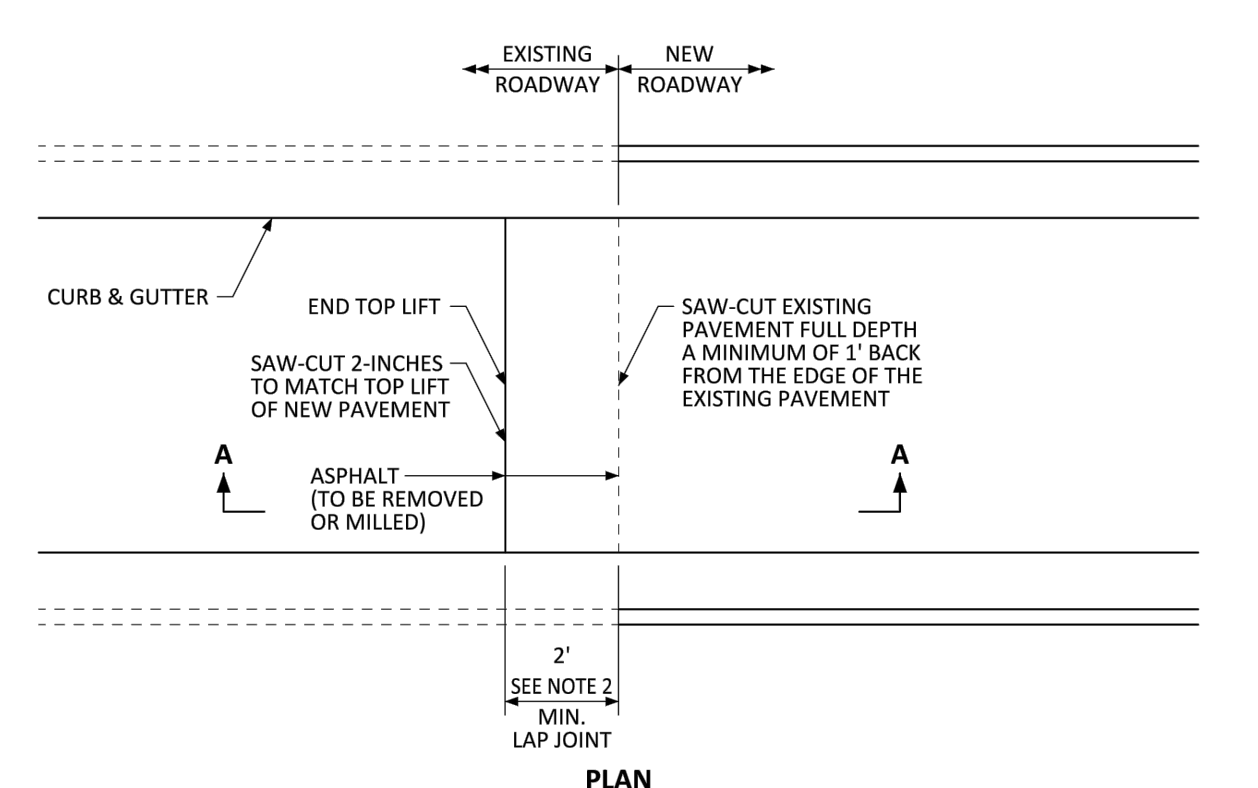 EXISTING
ROADWAY
NEW
ROADWAY
CURB & GUTTER
END TOP LIFT
SAW-CUT 2-INCHES
TO MATCH TOP LIFT
OF NEW PAVEMENT
SAW-CUT EXISTING
PAVEMENT FULL DEPTH
A MINIMUM OF 1' BACK
FROM THE EDGE OF THE
EXISTING PAVEMENT
A
ASPHALT
(TO BE REMOVED
OR MILLED)
A
2'
SEE NOTE 2
MIN.
LAP JOINT
PLAN